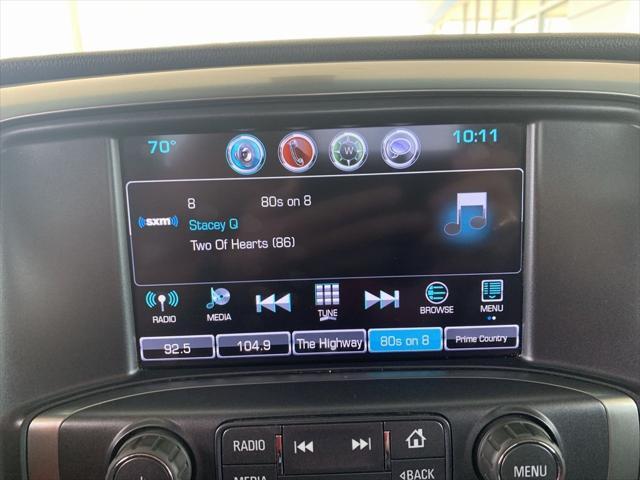 70°
W
10:11
8 80s on 8
sxm
Stacey Q
Two Of Hearts (86)
RADIO MEDIA TUNE BROWSE MENU
92.5 104.9 The Highway 80s on 8 Prime Country
RADIO
MEDIA BACK
MENU